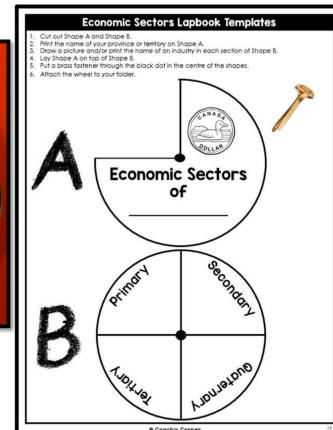 Economic Sectors Lapbook Templates
1. Cut out Shape A and Shape B.
2. Print the name of your province or territory on Shape A.
3. Draw a picture and/or print the name of an industry in each section of Shape B.
4. Lay Shape A on top of Shape B.
5. Put a brass fastener through the black dot in the centre of the shapes.
6. Attach the wheel to your folder.
A
CANADA
DOLLAR
Economic Sectors
of
B
Primary
Secondary
Tertiary
Quaternary
© Coast2Coast Corner